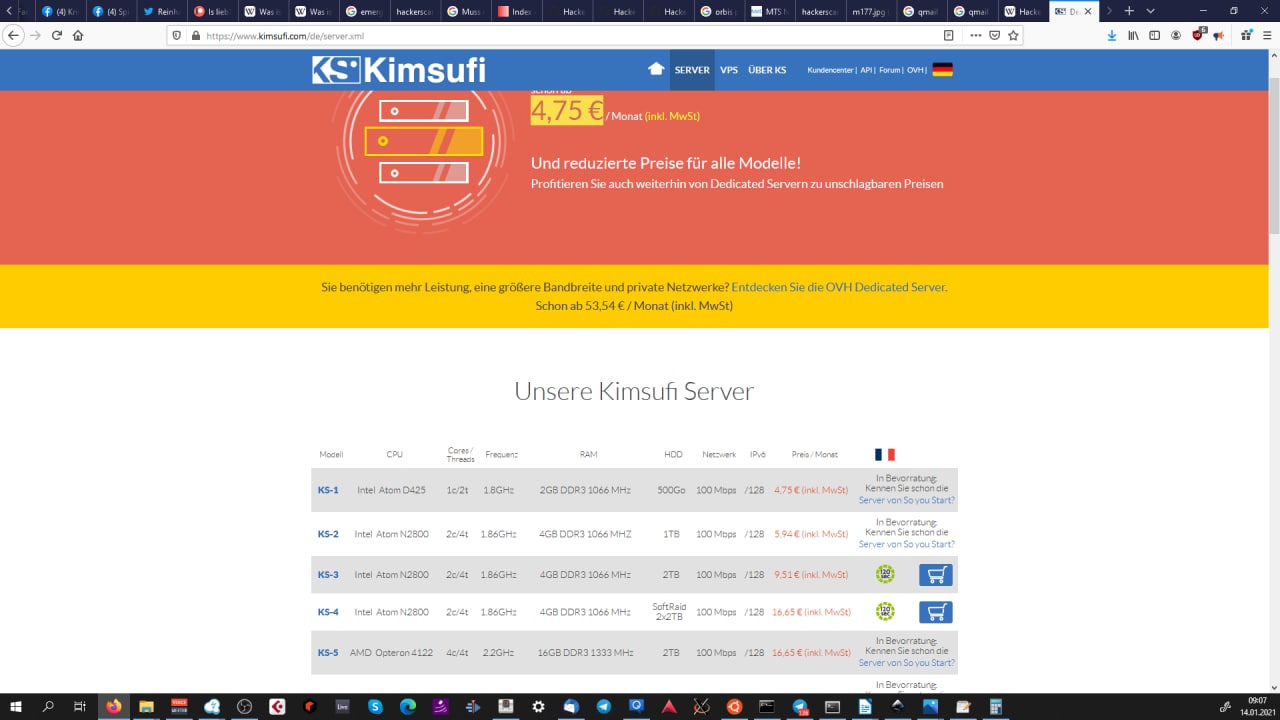 Far
(4) Kri
(4) Spi
Reinha
Is lieb
Was is
Was is
emeng
hackerscan
Muss
Index
Hacke
Hacke
Hacke
orbis p
MTS.N
hackerscan
m177.jpg
qmail
qmail
Hacke
De
https://www.kimsufi.com/de/server.xml
KS Kimsufi
SERVER VPS ÜBER KS Kundencenter | API | Forum | OVH |
schon ab
4,75 € / Monat (inkl. MwSt)
Und reduzierte Preise für alle Modelle!
Profitieren Sie auch weiterhin von Dedicated Servern zu unschlagbaren Preisen
Sie benötigen mehr Leistung, eine größere Bandbreite und private Netzwerke? Entdecken Sie die OVH Dedicated Server.
Schon ab 53,54 € / Monat (inkl. MwSt)
Unsere Kimsufi Server
Modell CPU Cores / Threads Frequenz RAM HDD Netzwerk IPv6 Preis / Monat
KS-1 Intel Atom D425 1c/2t 1.8GHz 2GB DDR3 1066 MHz 500Go 100 Mbps /128 4,75 € (inkl. MwSt)
In Bevorratung:
Kennen Sie schon die
Server von So you Start?
KS-2 Intel Atom N2800 2c/4t 1.86GHz 4GB DDR3 1066 MHZ 1TB 100 Mbps /128 5,94 € (inkl. MwSt)
In Bevorratung:
Kennen Sie schon die
Server von So you Start?
KS-3 Intel Atom N2800 2c/4t 1.86GHz 4GB DDR3 1066 MHz 2TB 100 Mbps /128 9,51 € (inkl. MwSt) 120 sec
KS-4 Intel Atom N2800 2c/4t 1.86GHz 4GB DDR3 1066 MHz SoftRaid 2x2TB 100 Mbps /128 16,65 € (inkl. MwSt) 120 sec
KS-5 AMD Opteron 4122 4c/4t 2.2GHz 16GB DDR3 1333 MHz 2TB 100 Mbps /128 16,65 € (inkl. MwSt)
In Bevorratung:
Kennen Sie schon die
Server von So you Start?
In Bevorratung:
Live
09:07
14.01.2021